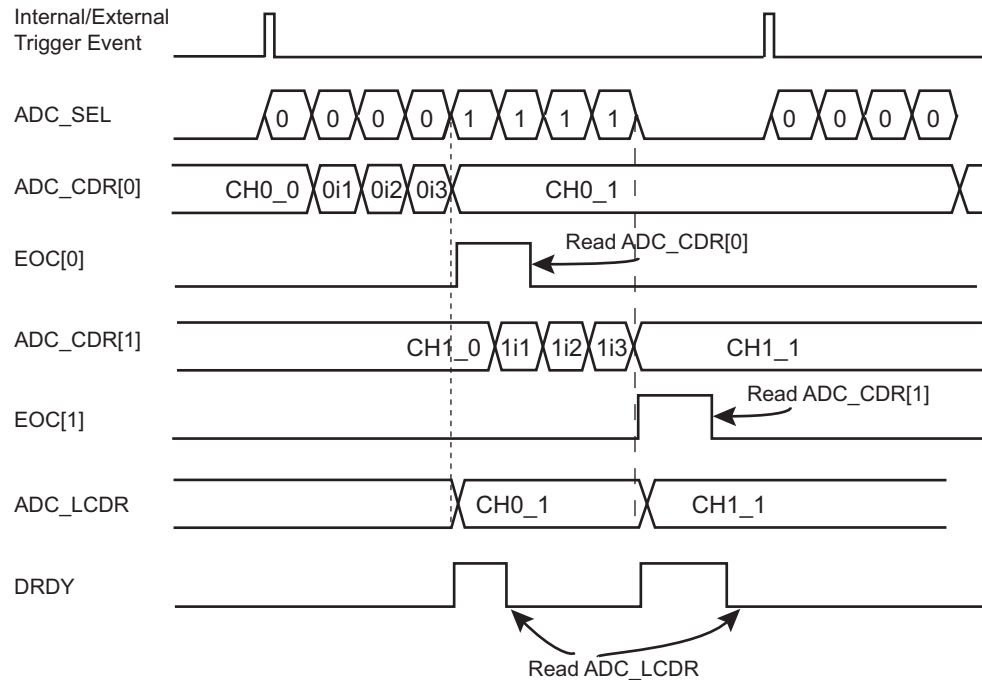 Internal/External
Trigger Event
ADC_SEL
0 0 0 0 1 1 1 1 0 0 0 0
ADC_CDR[0]
CH0_0 0i1 0i2 0i3 CH0_1
EOC[0]
Read ADC_CDR[0]
ADC_CDR[1]
CH1_0 1i1 1i2 1i3 CH1_1
EOC[1]
Read ADC_CDR[1]
ADC_LCDR
CH0_1 CH1_1
DRDY
Read ADC_LCDR